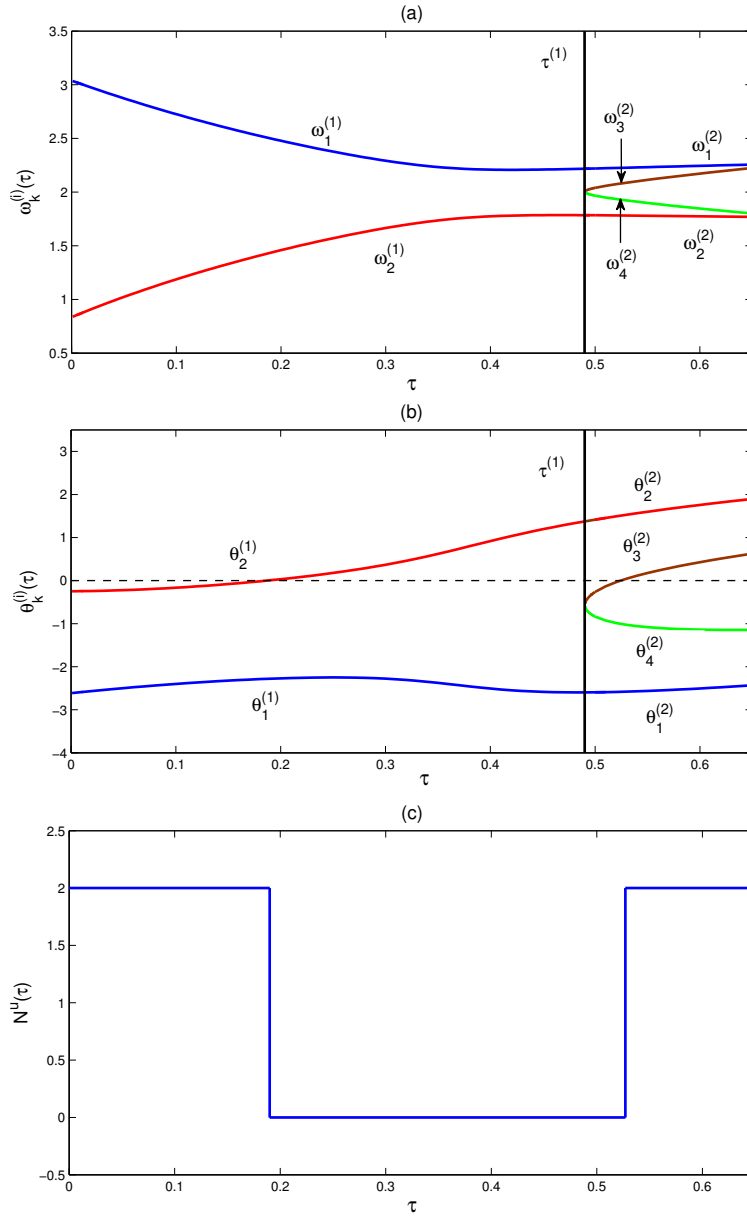 (a)
3.5
3
2.5
2
1.5
1
0.5
0
0.1
0.2
0.3
0.4
0.5
0.6
τ
ω_k^(i)(τ)
τ^(1)
ω_1^(1)
ω_2^(1)
ω_3^(2)
ω_1^(2)
ω_4^(2)
ω_2^(2)
(b)
3
2
1
0
−1
−2
−3
−4
0
0.1
0.2
0.3
0.4
0.5
0.6
τ
θ_k^(i)(τ)
τ^(1)
θ_2^(1)
θ_1^(1)
θ_2^(2)
θ_3^(2)
θ_4^(2)
θ_1^(2)
(c)
2.5
2
1.5
1
0.5
0
−0.5
0
0.1
0.2
0.3
0.4
0.5
0.6
τ
N^u(τ)